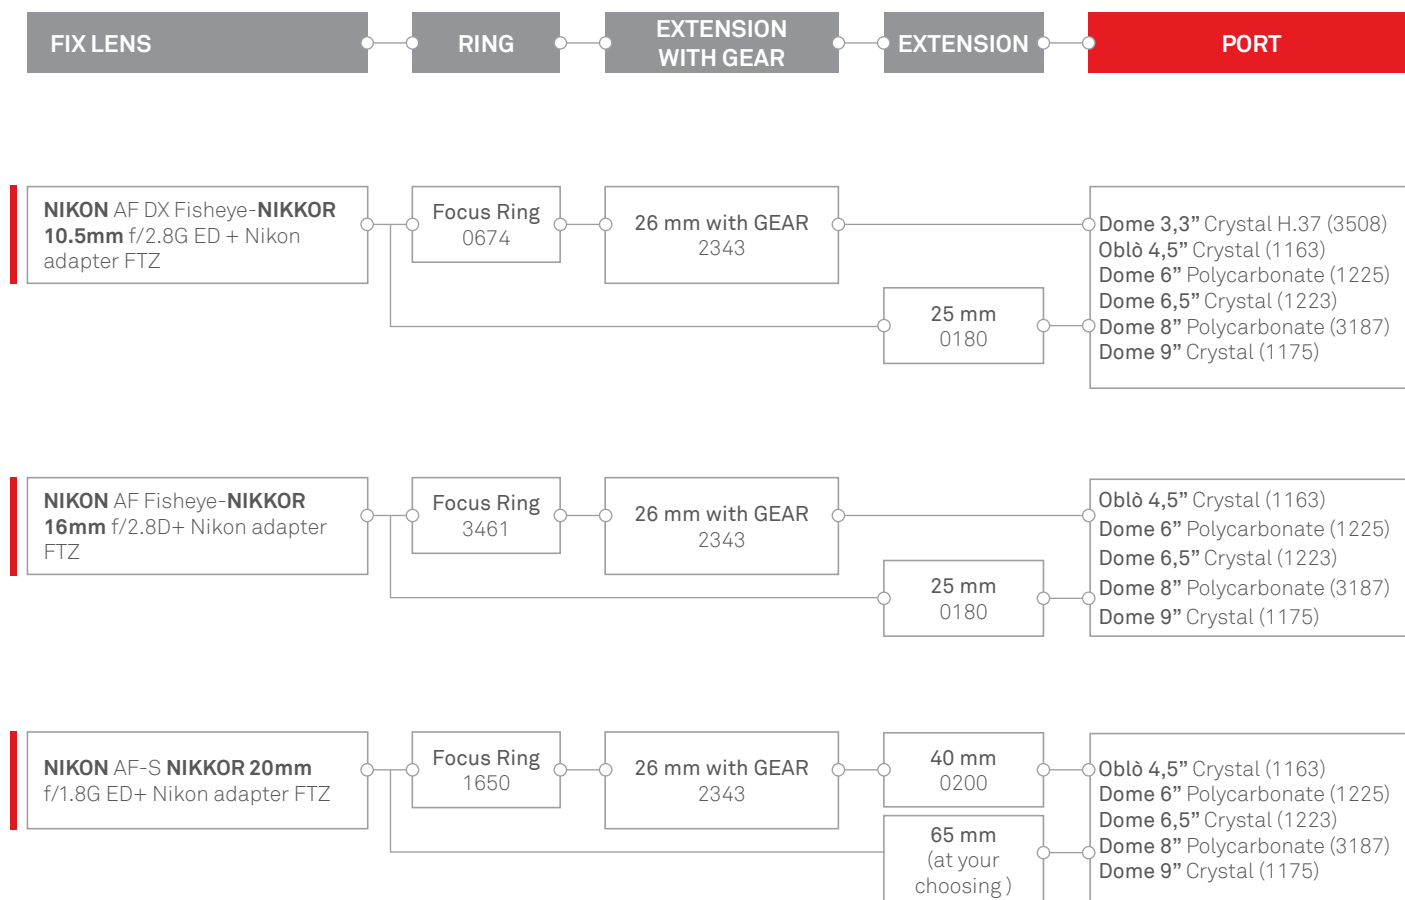 FIX LENS
RING
EXTENSION
WITH GEAR
EXTENSION
PORT
NIKON AF DX Fisheye-NIKKOR
10.5mm f/2.8G ED + Nikon
adapter FTZ
Focus Ring
0674
26 mm with GEAR
2343
25 mm
0180
Dome 3,3” Crystal H.37 (3508)
Oblò 4,5” Crystal (1163)
Dome 6” Polycarbonate (1225)
Dome 6,5” Crystal (1223)
Dome 8” Polycarbonate (3187)
Dome 9” Crystal (1175)
NIKON AF Fisheye-NIKKOR
16mm f/2.8D+ Nikon adapter
FTZ
Focus Ring
3461
26 mm with GEAR
2343
25 mm
0180
Oblò 4,5” Crystal (1163)
Dome 6” Polycarbonate (1225)
Dome 6,5” Crystal (1223)
Dome 8” Polycarbonate (3187)
Dome 9” Crystal (1175)
NIKON AF-S NIKKOR 20mm
f/1.8G ED+ Nikon adapter FTZ
Focus Ring
1650
26 mm with GEAR
2343
40 mm
0200
65 mm
(at your
choosing )
Oblò 4,5” Crystal (1163)
Dome 6” Polycarbonate (1225)
Dome 6,5” Crystal (1223)
Dome 8” Polycarbonate (3187)
Dome 9” Crystal (1175)